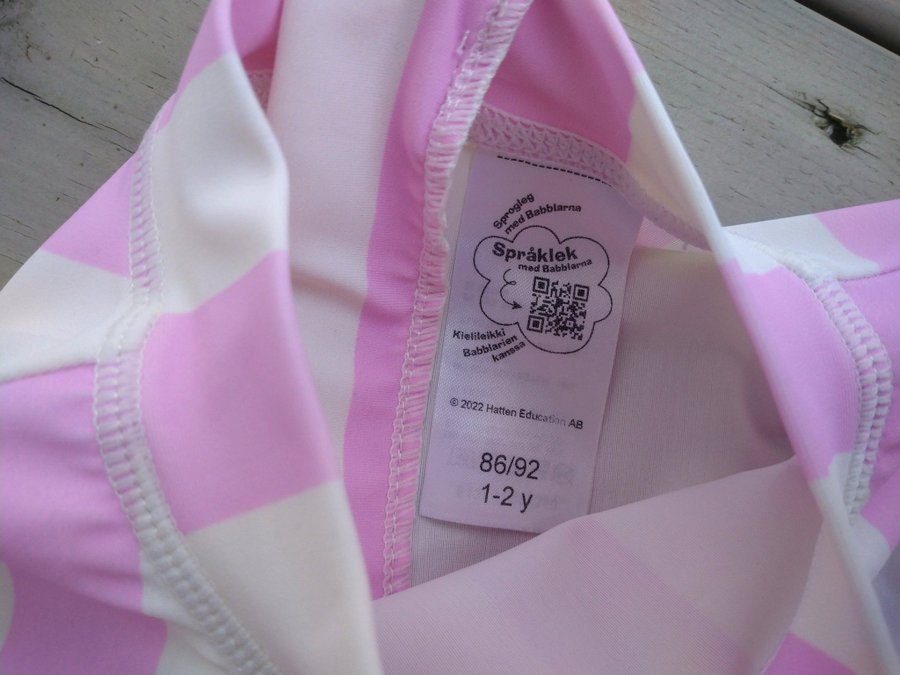 Sprogleg
med Babblarna
Språklek
med Babblarna
Kielileikki
Babblarien
kanssa
© 2022 Hatten Education AB
86/92
1-2 y